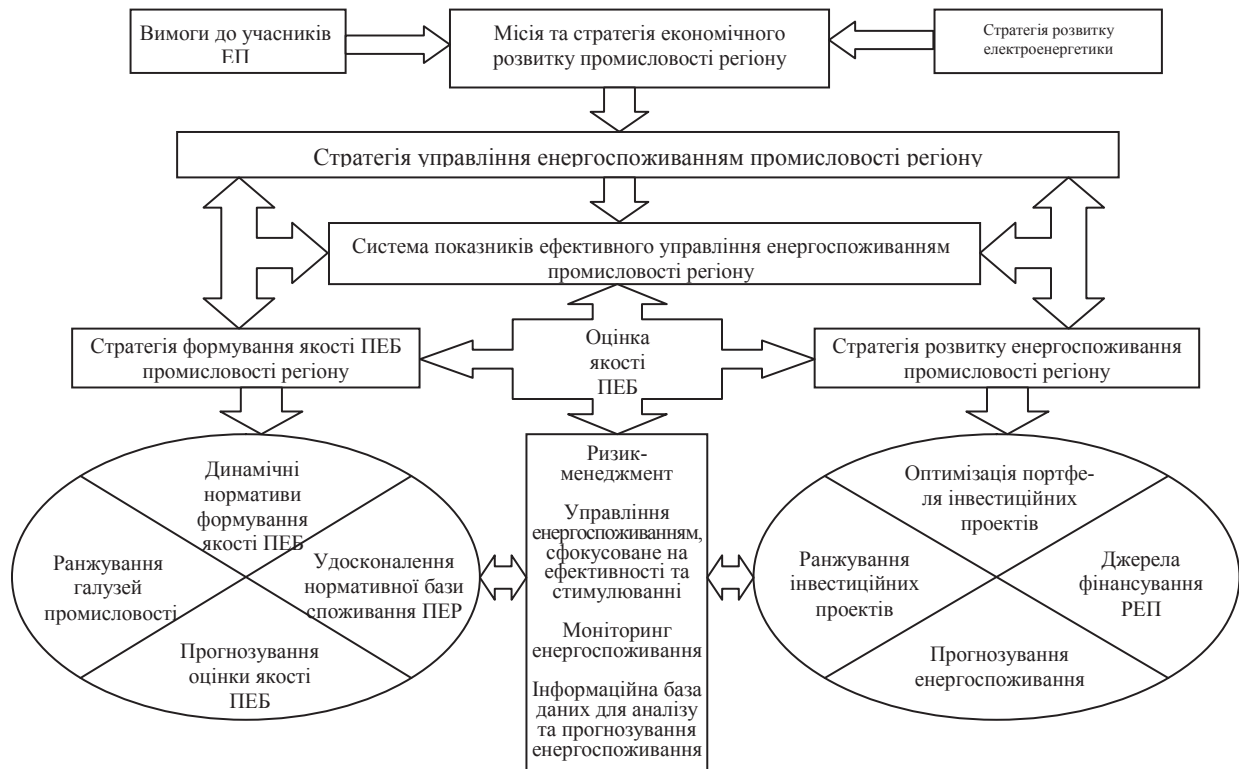 Вимоги до учасників
ЕП
Місія та стратегія економічного
розвитку промисловості регіону
Стратегія розвитку
електроенергетики
Стратегія управління енергоспоживанням промисловості регіону
Система показників ефективного управління енергоспоживанням
промисловості регіону
Стратегія формування якості ПЕБ
промисловості регіону
Оцінка
якості
ПЕБ
Стратегія розвитку енергоспоживання
промисловості регіону
Динамічні
нормативи
формування
якості ПЕБ
Ранжування
галузей
промисловості
Удосконалення
нормативної бази
споживання ПЕР
Прогнозування
оцінки якості
ПЕБ
Ризик-
менеджмент
Управління
енергоспоживанням,
сфокусоване на
ефективності та
стимулюванні
Моніторинг
енергоспоживання
Інформаційна база
даних для аналізу
та прогнозування
енергоспоживання
Оптимізація портфе-
ля інвестиційних
проектів
Ранжування
інвестиційних
проектів
Джерела
фінансування
РЕП
Прогнозування
енергоспоживання